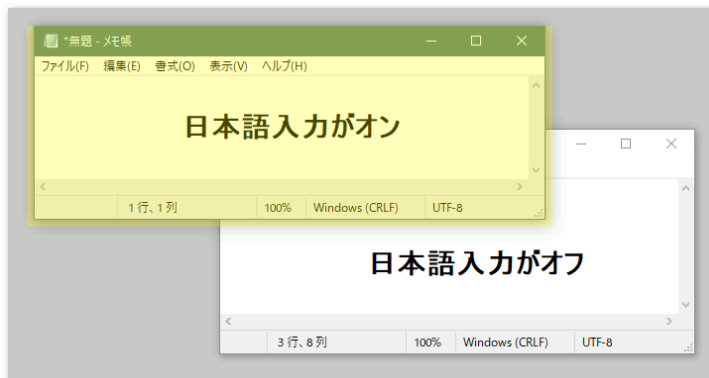 *無題 - メモ帳
ファイル(F) 編集(E) 書式(O) 表示(V) ヘルプ(H)
日本語入力がオン
1 行、1 列 100% Windows (CRLF) UTF-8
日本語入力がオフ
3 行、8 列 100% Windows (CRLF) UTF-8